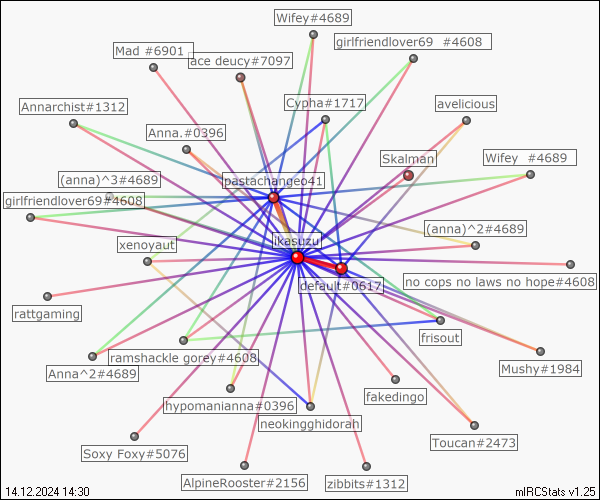 Wifey#4689
girlfriendlover69 #4608
Mad #6901
ace deucy#7097
Annarchist#1312
Cypha#1717
avelicious
Anna.#0396
Skalman
Wifey #4689
(anna)^3#4689
pastachangeo41
girlfriendlover69#4608
(anna)^2#4689
xenoyaut
ikasuzu
no cops no laws no hope#4608
default#0617
rattgaming
frisout
ramshackle gorey#4608
Mushy#1984
Anna^2#4689
fakedingo
hypomanianna#0396
neokingghidorah
Toucan#2473
Soxy Foxy#5076
AlpineRooster#2156
zibbits#1312
14.12.2024 14:30
mIRCStats v1.25